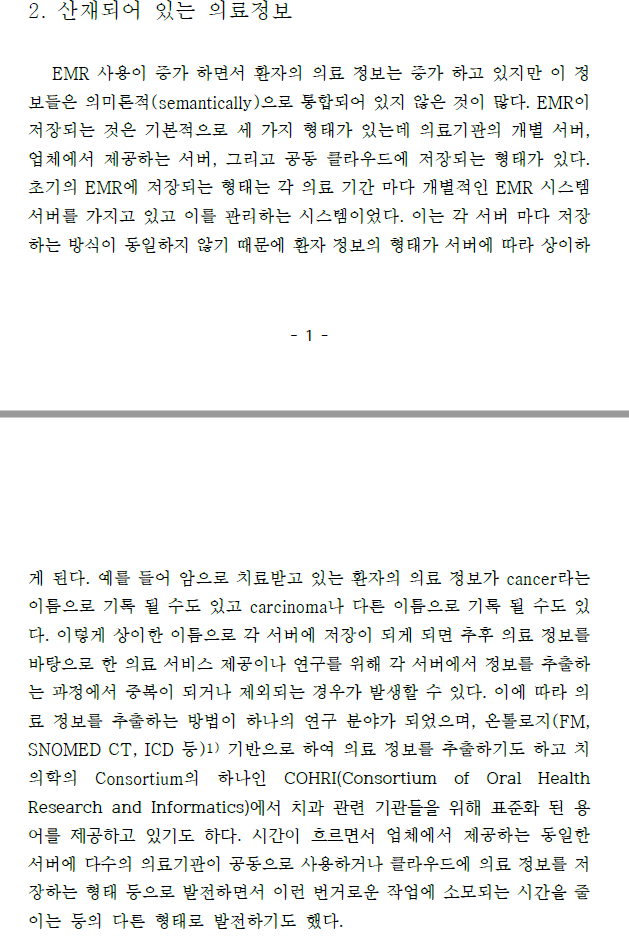 2. 산재되어 있는 의료정보
EMR 사용이 증가 하면서 환자의 의료 정보는 증가 하고 있지만 이 정
보들은 의미론적(semantically)으로 통합되어 있지 않은 것이 많다. EMR이
저장되는 것은 기본적으로 세 가지 형태가 있는데 의료기관의 개별 서버,
업체에서 제공하는 서버, 그리고 공동 클라우드에 저장되는 형태가 있다.
초기의 EMR에 저장되는 형태는 각 의료 기간 마다 개별적인 EMR 시스템
서버를 가지고 있고 이를 관리하는 시스템이었다. 이는 각 서버 마다 저장
하는 방식이 동일하지 않기 때문에 환자 정보의 형태가 서버에 따라 상이하
- 1 -
게 된다. 예를 들어 암으로 치료받고 있는 환자의 의료 정보가 cancer라는
이름으로 기록 될 수도 있고 carcinoma나 다른 이름으로 기록 될 수도 있
다. 이렇게 상이한 이름으로 각 서버에 저장이 되게 되면 추후 의료 정보를
바탕으로 한 의료 서비스 제공이나 연구를 위해 각 서버에서 정보를 추출하
는 과정에서 중복이 되거나 제외되는 경우가 발생할 수 있다. 이에 따라 의
료 정보를 추출하는 방법이 하나의 연구 분야가 되었으며, 온톨로지(FM,
SNOMED CT, ICD 등)1) 기반으로 하여 의료 정보를 추출하기도 하고 치
의학의 Consortium의 하나인 COHRI(Consortium of Oral Health
Research and Informatics)에서 치과 관련 기관들을 위해 표준화 된 용
어를 제공하고 있기도 하다. 시간이 흐르면서 업체에서 제공하는 동일한
서버에 다수의 의료기관이 공동으로 사용하거나 클라우드에 의료 정보를 저
장하는 형태 등으로 발전하면서 이런 번거로운 작업에 소모되는 시간을 줄
이는 등의 다른 형태로 발전하기도 했다.